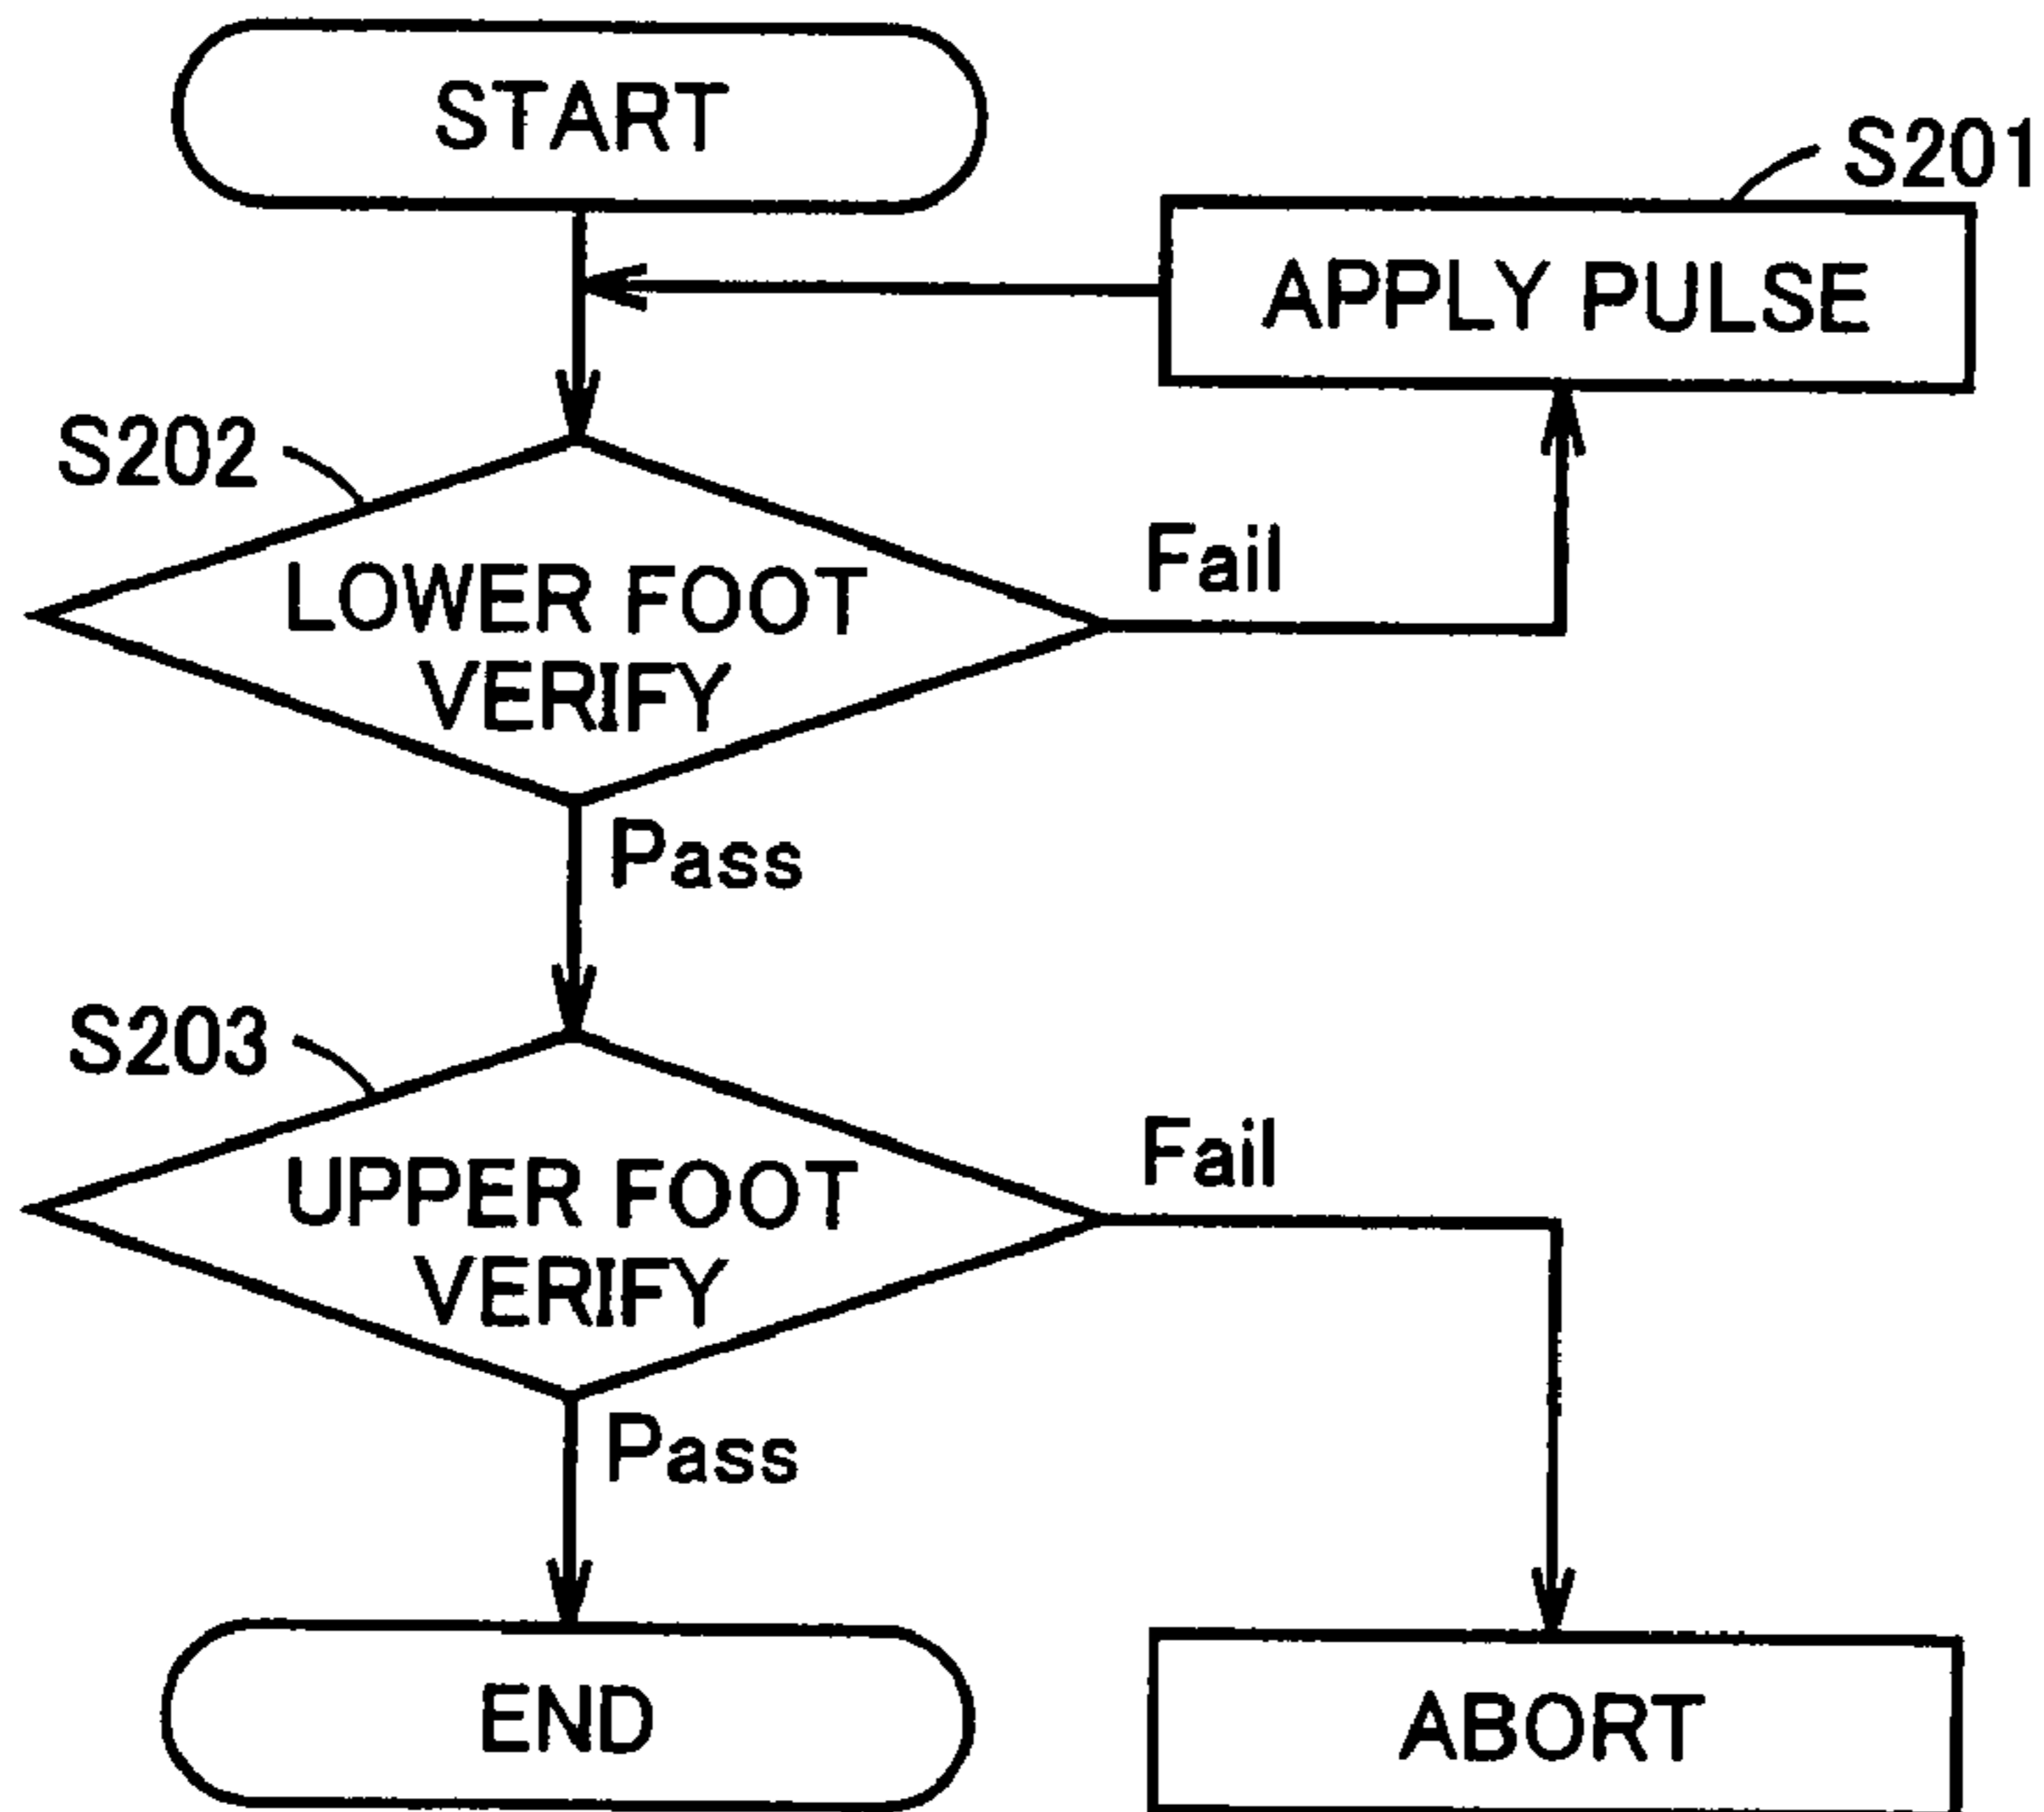 START
S201
APPLY PULSE
S202
LOWER FOOT
VERIFY
Fail
Pass
S203
UPPER FOOT
VERIFY
Fail
Pass
END
ABORT